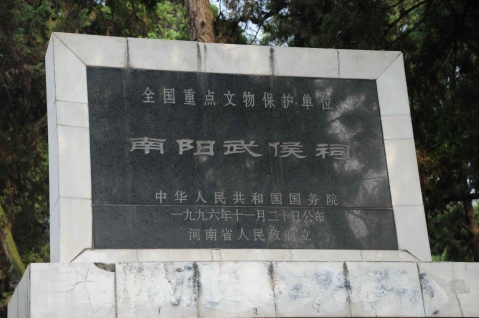 全国重点文物保护单位
南阳武侯祠
中华人民共和国国务院
一九九六年十一月二十日公布
河南省人民政府立